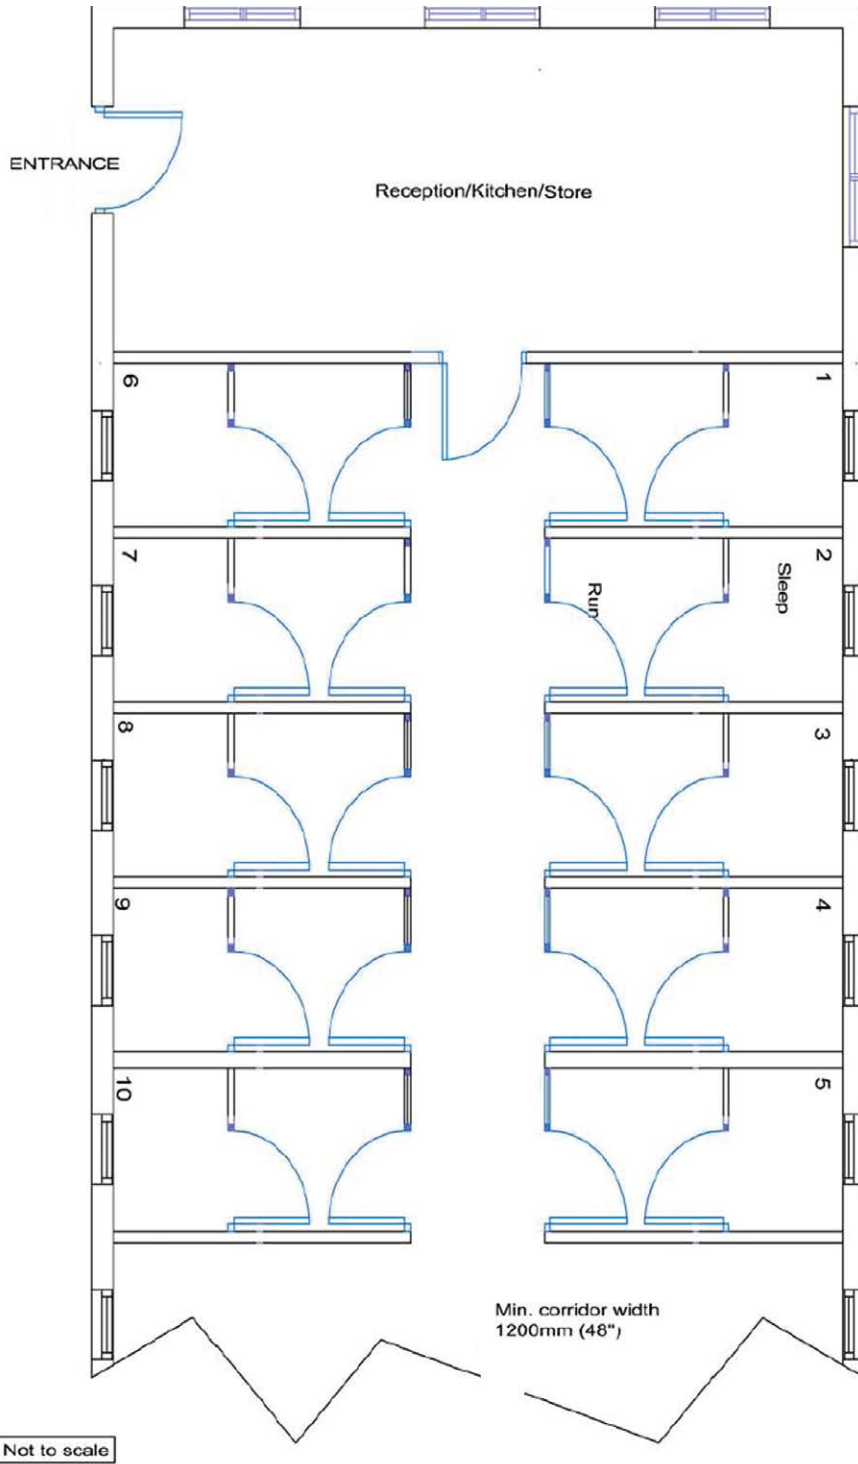 ENTRANCE
Reception/Kitchen/Store
6
1
7
2
Run
Sleep
8
3
9
4
10
5
Min. corridor width
1200mm (48")
Not to scale